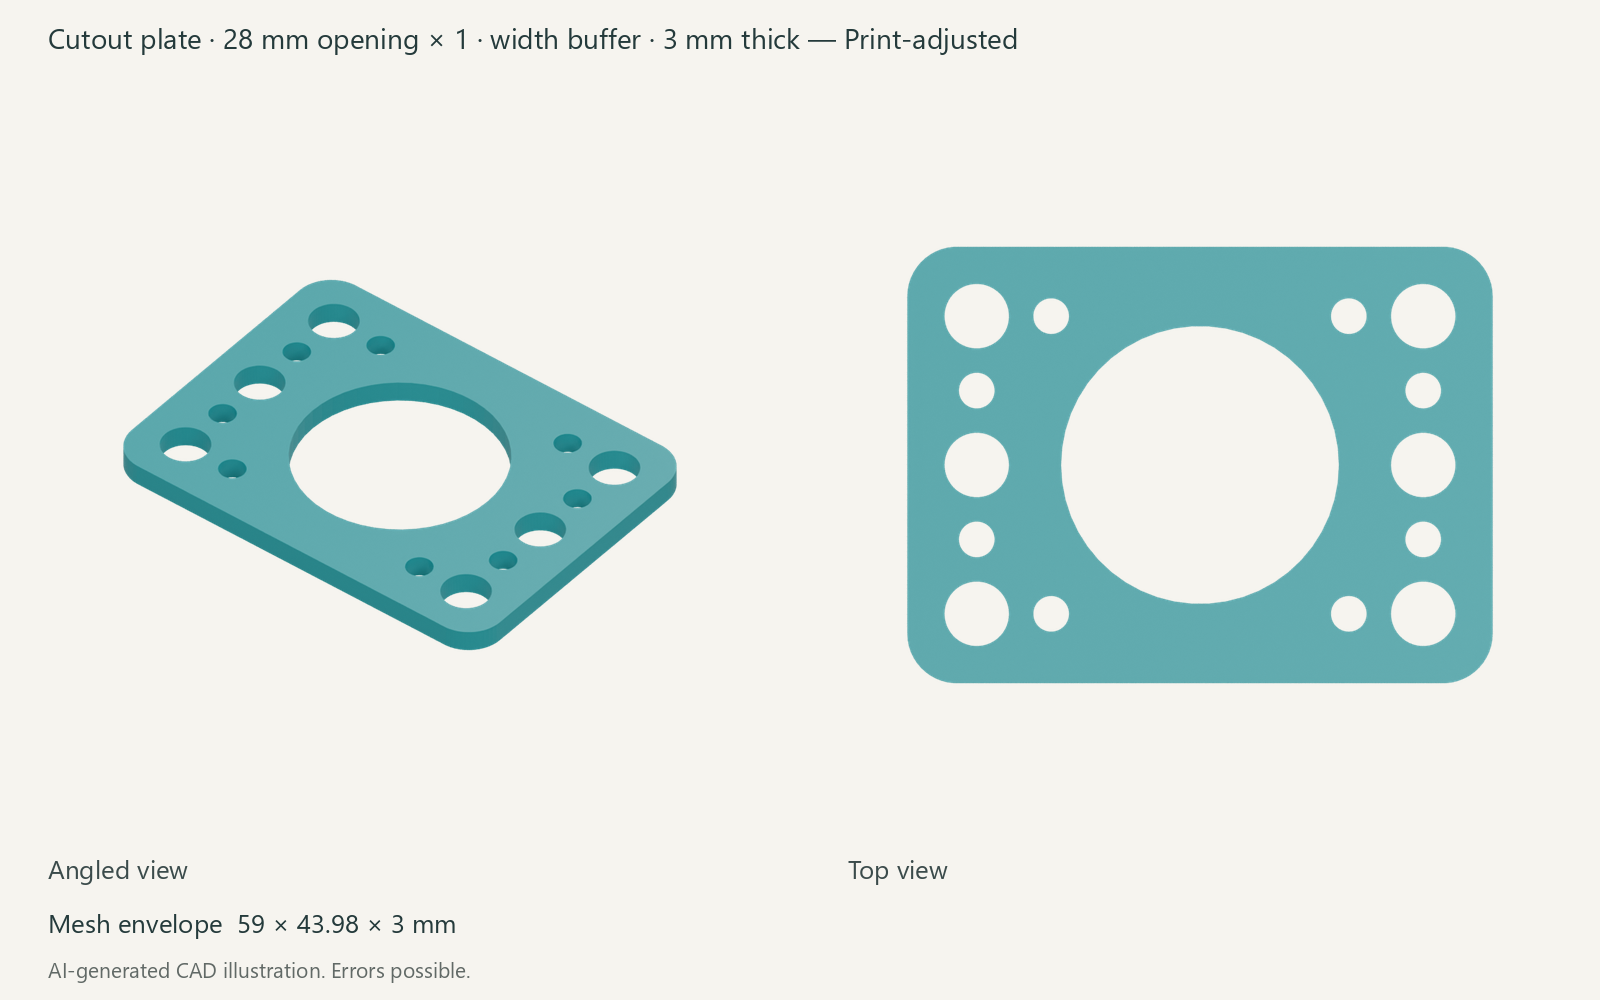 Cutout plate · 28 mm opening × 1 · width buffer · 3 mm thick — Print-adjusted
Angled view
Top view
Mesh envelope  59 × 43.98 × 3 mm
AI-generated CAD illustration. Errors possible.